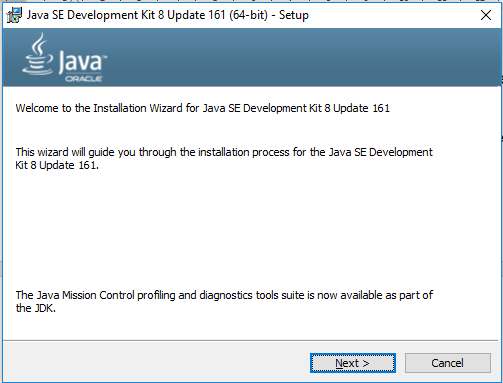 Java SE Development Kit 8 Update 161 (64-bit) - Setup
Java™
ORACLE
Welcome to the Installation Wizard for Java SE Development Kit 8 Update 161
This wizard will guide you through the installation process for the Java SE Development
Kit 8 Update 161.
The Java Mission Control profiling and diagnostics tools suite is now available as part of
the JDK.
Next >
Cancel